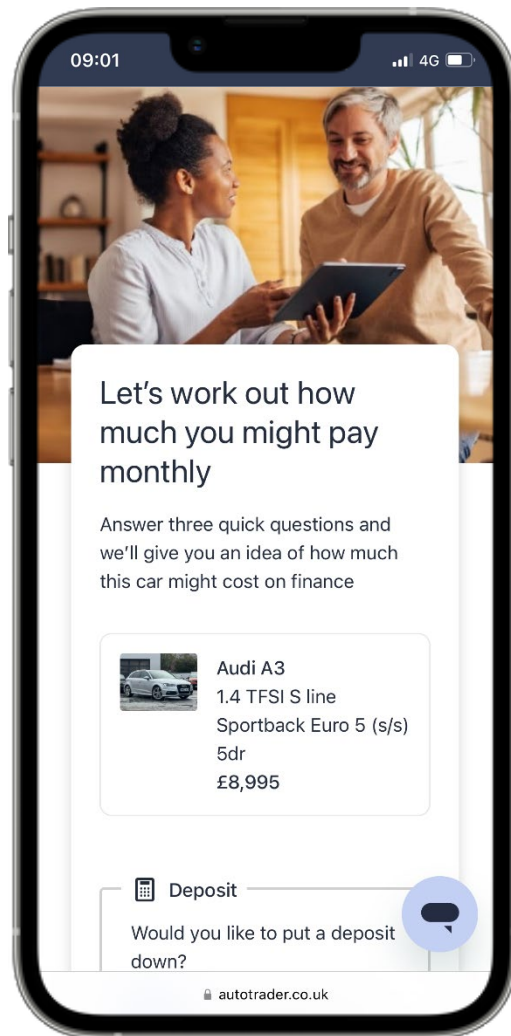 09:01
4G
Let's work out how
much you might pay
monthly
Answer three quick questions and
we'll give you an idea of how much
this car might cost on finance
Audi A3
1.4 TFSI S line
Sportback Euro 5 (s/s)
5dr
£8,995
Deposit
Would you like to put a deposit
down?
autotrader.co.uk